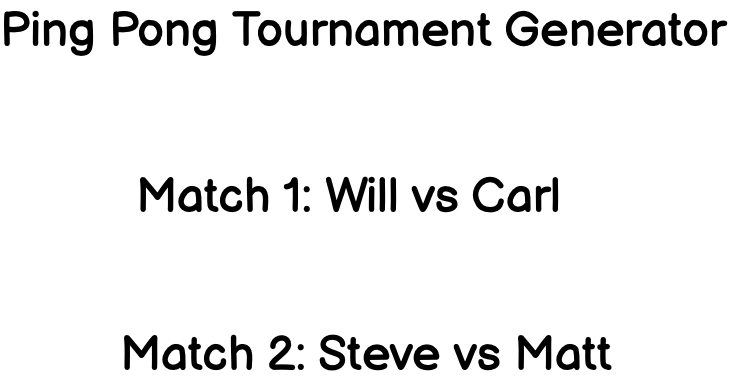 Ping Pong Tournament Generator
Match 1: Will vs Carl
Match 2: Steve vs Matt